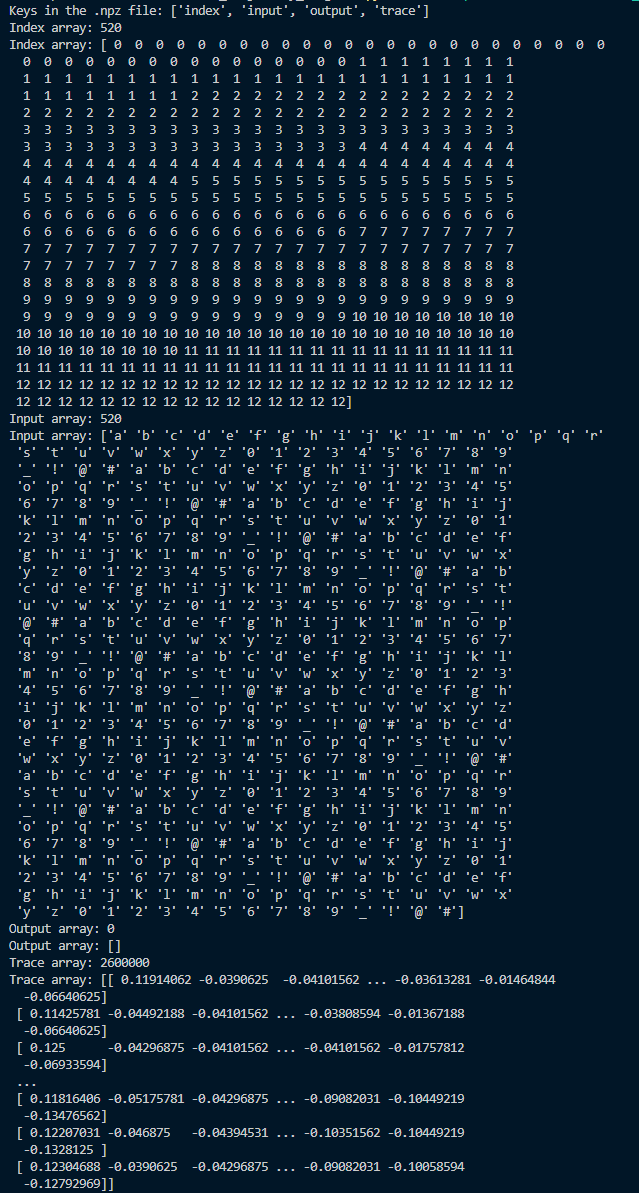 Keys in the .npz file: ['index', 'input', 'output', 'trace']
Index array: 520
Index array: [ 0 0 0 0 0 0 0 0 0 0 0 0 0 0 0 0 0 0 0 0 0 0 0 0
0 0 0 0 0 0 0 0 0 0 0 0 0 0 0 0 1 1 1 1 1 1 1 1
1 1 1 1 1 1 1 1 1 1 1 1 1 1 1 1 1 1 1 1 1 1 1 1
1 1 1 1 1 1 1 1 2 2 2 2 2 2 2 2 2 2 2 2 2 2 2 2
2 2 2 2 2 2 2 2 2 2 2 2 2 2 2 2 2 2 2 2 2 2 2 2
3 3 3 3 3 3 3 3 3 3 3 3 3 3 3 3 3 3 3 3 3 3 3 3
3 3 3 3 3 3 3 3 3 3 3 3 3 3 3 3 4 4 4 4 4 4 4 4
4 4 4 4 4 4 4 4 4 4 4 4 4 4 4 4 4 4 4 4 4 4 4 4
4 4 4 4 4 4 4 4 5 5 5 5 5 5 5 5 5 5 5 5 5 5 5 5
5 5 5 5 5 5 5 5 5 5 5 5 5 5 5 5 5 5 5 5 5 5 5 5
6 6 6 6 6 6 6 6 6 6 6 6 6 6 6 6 6 6 6 6 6 6 6 6
6 6 6 6 6 6 6 6 6 6 6 6 6 6 6 6 7 7 7 7 7 7 7 7
7 7 7 7 7 7 7 7 7 7 7 7 7 7 7 7 7 7 7 7 7 7 7 7
7 7 7 7 7 7 7 7 8 8 8 8 8 8 8 8 8 8 8 8 8 8 8 8
8 8 8 8 8 8 8 8 8 8 8 8 8 8 8 8 8 8 8 8 8 8 8 8
9 9 9 9 9 9 9 9 9 9 9 9 9 9 9 9 9 9 9 9 9 9 9 9
9 9 9 9 9 9 9 9 9 9 9 9 9 9 9 9 10 10 10 10 10 10 10 10
10 10 10 10 10 10 10 10 10 10 10 10 10 10 10 10 10 10 10 10 10 10 10 10
10 10 10 10 10 10 10 10 11 11 11 11 11 11 11 11 11 11 11 11 11 11 11 11
11 11 11 11 11 11 11 11 11 11 11 11 11 11 11 11 11 11 11 11 11 11 11 11
12 12 12 12 12 12 12 12 12 12 12 12 12 12 12 12 12 12 12 12 12 12 12 12
12 12 12 12 12 12 12 12 12 12 12 12 12 12 12 12]
Input array: 520
Input array: ['a' 'b' 'c' 'd' 'e' 'f' 'g' 'h' 'i' 'j' 'k' 'l' 'm' 'n' 'o' 'p' 'q' 'r'
's' 't' 'u' 'v' 'w' 'x' 'y' 'z' '0' '1' '2' '3' '4' '5' '6' '7' '8' '9'
'_' '!' '@' '#' 'a' 'b' 'c' 'd' 'e' 'f' 'g' 'h' 'i' 'j' 'k' 'l' 'm' 'n'
'o' 'p' 'q' 'r' 's' 't' 'u' 'v' 'w' 'x' 'y' 'z' '0' '1' '2' '3' '4' '5'
'6' '7' '8' '9' '_' '!' '@' '#' 'a' 'b' 'c' 'd' 'e' 'f' 'g' 'h' 'i' 'j'
'k' 'l' 'm' 'n' 'o' 'p' 'q' 'r' 's' 't' 'u' 'v' 'w' 'x' 'y' 'z' '0' '1'
'2' '3' '4' '5' '6' '7' '8' '9' '_' '!' '@' '#' 'a' 'b' 'c' 'd' 'e' 'f'
'g' 'h' 'i' 'j' 'k' 'l' 'm' 'n' 'o' 'p' 'q' 'r' 's' 't' 'u' 'v' 'w' 'x'
'y' 'z' '0' '1' '2' '3' '4' '5' '6' '7' '8' '9' '_' '!' '@' '#' 'a' 'b'
'c' 'd' 'e' 'f' 'g' 'h' 'i' 'j' 'k' 'l' 'm' 'n' 'o' 'p' 'q' 'r' 's' 't'
'u' 'v' 'w' 'x' 'y' 'z' '0' '1' '2' '3' '4' '5' '6' '7' '8' '9' '_' '!'
'@' '#' 'a' 'b' 'c' 'd' 'e' 'f' 'g' 'h' 'i' 'j' 'k' 'l' 'm' 'n' 'o' 'p'
'q' 'r' 's' 't' 'u' 'v' 'w' 'x' 'y' 'z' '0' '1' '2' '3' '4' '5' '6' '7'
'8' '9' '_' '!' '@' '#' 'a' 'b' 'c' 'd' 'e' 'f' 'g' 'h' 'i' 'j' 'k' 'l'
'm' 'n' 'o' 'p' 'q' 'r' 's' 't' 'u' 'v' 'w' 'x' 'y' 'z' '0' '1' '2' '3'
'4' '5' '6' '7' '8' '9' '_' '!' '@' '#' 'a' 'b' 'c' 'd' 'e' 'f' 'g' 'h'
'i' 'j' 'k' 'l' 'm' 'n' 'o' 'p' 'q' 'r' 's' 't' 'u' 'v' 'w' 'x' 'y' 'z'
'0' '1' '2' '3' '4' '5' '6' '7' '8' '9' '_' '!' '@' '#' 'a' 'b' 'c' 'd'
'e' 'f' 'g' 'h' 'i' 'j' 'k' 'l' 'm' 'n' 'o' 'p' 'q' 'r' 's' 't' 'u' 'v'
'w' 'x' 'y' 'z' '0' '1' '2' '3' '4' '5' '6' '7' '8' '9' '_' '!' '@' '#'
'a' 'b' 'c' 'd' 'e' 'f' 'g' 'h' 'i' 'j' 'k' 'l' 'm' 'n' 'o' 'p' 'q' 'r'
's' 't' 'u' 'v' 'w' 'x' 'y' 'z' '0' '1' '2' '3' '4' '5' '6' '7' '8' '9'
'_' '!' '@' '#' 'a' 'b' 'c' 'd' 'e' 'f' 'g' 'h' 'i' 'j' 'k' 'l' 'm' 'n'
'o' 'p' 'q' 'r' 's' 't' 'u' 'v' 'w' 'x' 'y' 'z' '0' '1' '2' '3' '4' '5'
'6' '7' '8' '9' '_' '!' '@' '#' 'a' 'b' 'c' 'd' 'e' 'f' 'g' 'h' 'i' 'j'
'k' 'l' 'm' 'n' 'o' 'p' 'q' 'r' 's' 't' 'u' 'v' 'w' 'x' 'y' 'z' '0' '1'
'2' '3' '4' '5' '6' '7' '8' '9' '_' '!' '@' '#' 'a' 'b' 'c' 'd' 'e' 'f'
'g' 'h' 'i' 'j' 'k' 'l' 'm' 'n' 'o' 'p' 'q' 'r' 's' 't' 'u' 'v' 'w' 'x'
'y' 'z' '0' '1' '2' '3' '4' '5' '6' '7' '8' '9' '_' '!' '@' '#']
Output array: 0
Output array: []
Trace array: 2600000
Trace array: [[ 0.11914062 -0.0390625 -0.04101562 ... -0.03613281 -0.01464844
-0.06640625]
[ 0.11425781 -0.04492188 -0.04101562 ... -0.03808594 -0.01367188
-0.06640625]
[ 0.125 -0.04296875 -0.04101562 ... -0.04101562 -0.01757812
-0.06933594]
...
[ 0.11816406 -0.05175781 -0.04296875 ... -0.09082031 -0.10449219
-0.13476562]
[ 0.12207031 -0.046875 -0.04394531 ... -0.10351562 -0.10449219
-0.1328125 ]
[ 0.12304688 -0.0390625 -0.04296875 ... -0.09082031 -0.10058594
-0.12792969]]